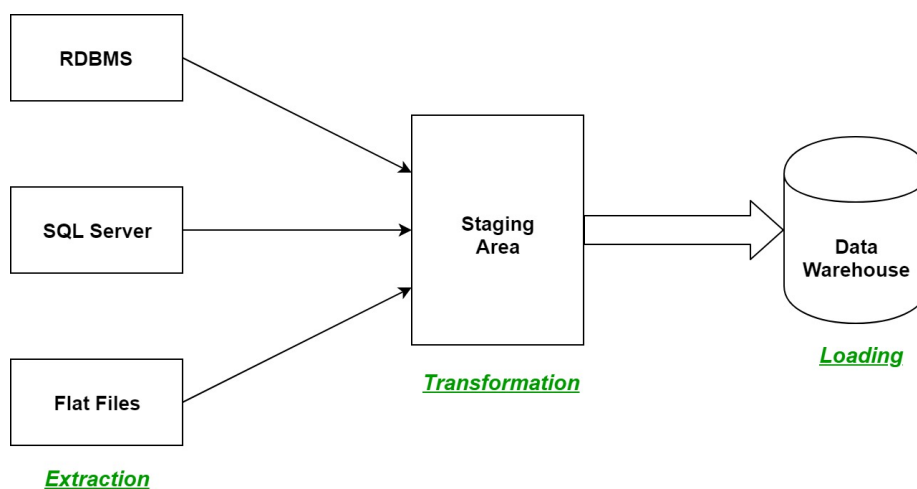 RDBMS
SQL Server
Flat Files
Extraction
Staging
Area
Transformation
Data
Warehouse
Loading